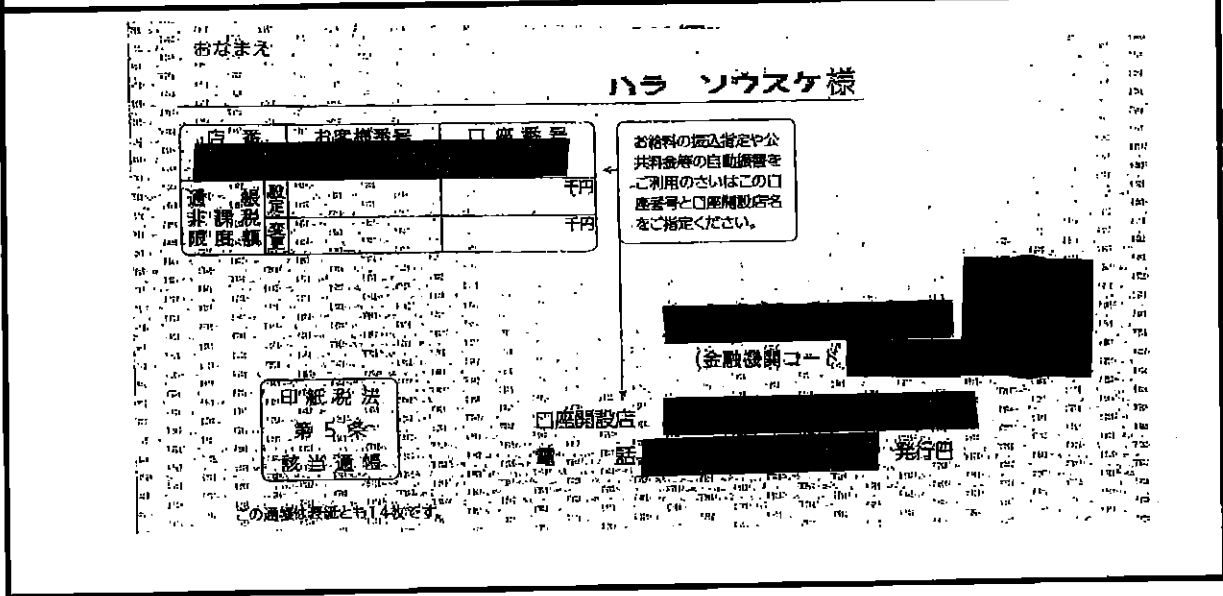 おなまえ
ハラ ソウスケ様
店番 お客様番号 口座番号
お給料の振込指定や公
共料金等の自動振替を
ご利用のさいはこの口
座番号と口座開設店名
をご指定ください。
通帳 設定 千円
非課税
限度額 変更 千円
(金融機関コード
印紙税法
第5条
該当通帳
口座開設店
電話 発行
この通帳は表紙とも14枚です。